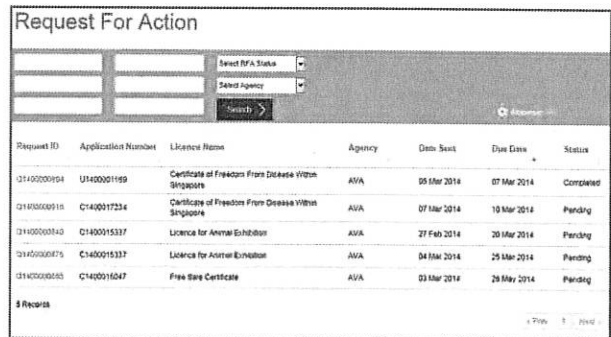 Request For Action
Select RFA Status
Select Agency
Search
Request ID Application Number Licence Name Agency Date Sent Due Date Status
U1400001169 Certificate of Freedom From Disease Within Singapore AVA 05 Mar 2014 07 Mar 2014 Completed
C1400017234 Certificate of Freedom From Disease Within Singapore AVA 07 Mar 2014 10 Mar 2014 Pending
C1400015337 Licence for Animal Exhibition AVA 27 Feb 2014 20 Mar 2014 Pending
C1400015337 Licence for Animal Exhibition AVA 04 Mar 2014 25 Mar 2014 Pending
C1400016047 Free Sale Certificate AVA 03 Mar 2014 26 May 2014 Pending
5 Records
‹ Prev 1 Next ›